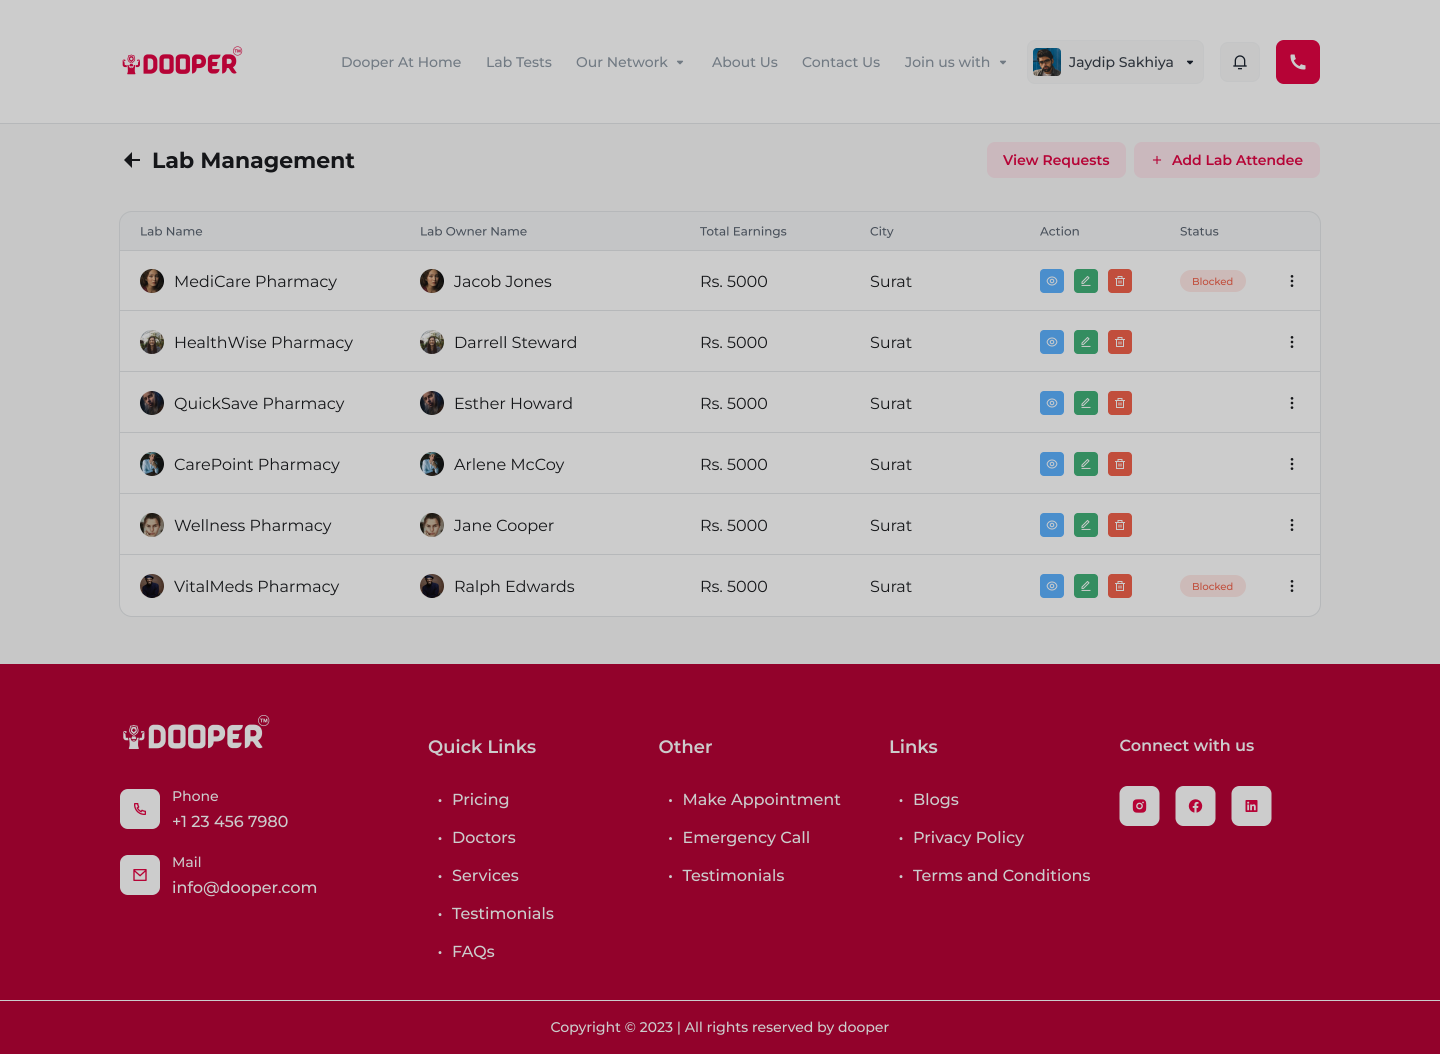 DOOPER TM
Dooper At Home Lab Tests Our Network About Us Contact Us Join us with Jaydip Sakhiya
Lab Management
View Requests + Add Lab Attendee
Lab Name Lab Owner Name Total Earnings City Action Status
MediCare Pharmacy Jacob Jones Rs. 5000 Surat Blocked
HealthWise Pharmacy Darrell Steward Rs. 5000 Surat
QuickSave Pharmacy Esther Howard Rs. 5000 Surat
CarePoint Pharmacy Arlene McCoy Rs. 5000 Surat
Wellness Pharmacy Jane Cooper Rs. 5000 Surat
VitalMeds Pharmacy Ralph Edwards Rs. 5000 Surat Blocked
DOOPER TM
Phone
+1 23 456 7980
Mail
info@dooper.com
Quick Links
• Pricing
• Doctors
• Services
• Testimonials
• FAQs
Other
• Make Appointment
• Emergency Call
• Testimonials
Links
• Blogs
• Privacy Policy
• Terms and Conditions
Connect with us
Copyright © 2023 | All rights reserved by dooper